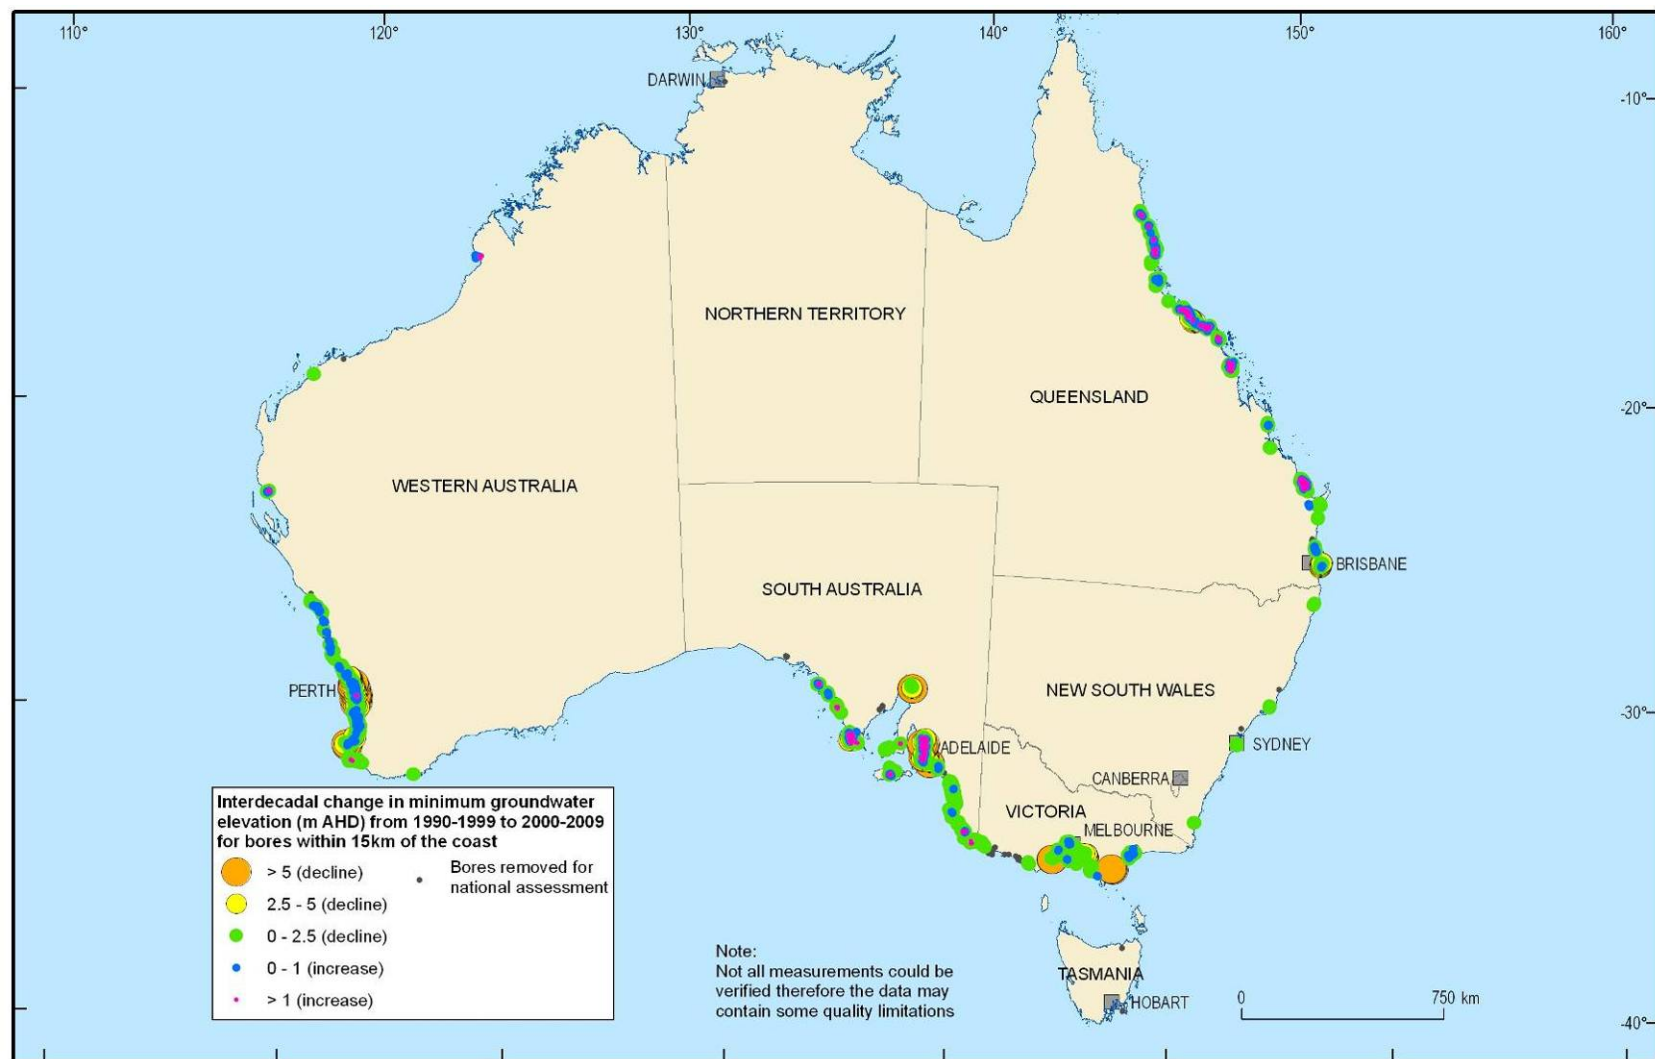 110°
120°
130°
140°
150°
160°
DARWIN
-10°
NORTHERN TERRITORY
QUEENSLAND
-20°
WESTERN AUSTRALIA
SOUTH AUSTRALIA
BRISBANE
PERTH
NEW SOUTH WALES
-30°
ADELAIDE
SYDNEY
CANBERRA
VICTORIA
MELBOURNE
Interdecadal change in minimum groundwater
elevation (m AHD) from 1990-1999 to 2000-2009
for bores within 15km of the coast
> 5 (decline)
2.5 - 5 (decline)
0 - 2.5 (decline)
0 - 1 (increase)
> 1 (increase)
Bores removed for
national assessment
Note:
Not all measurements could be
verified therefore the data may
contain some quality limitations
TASMANIA
HOBART
0
750 km
-40°